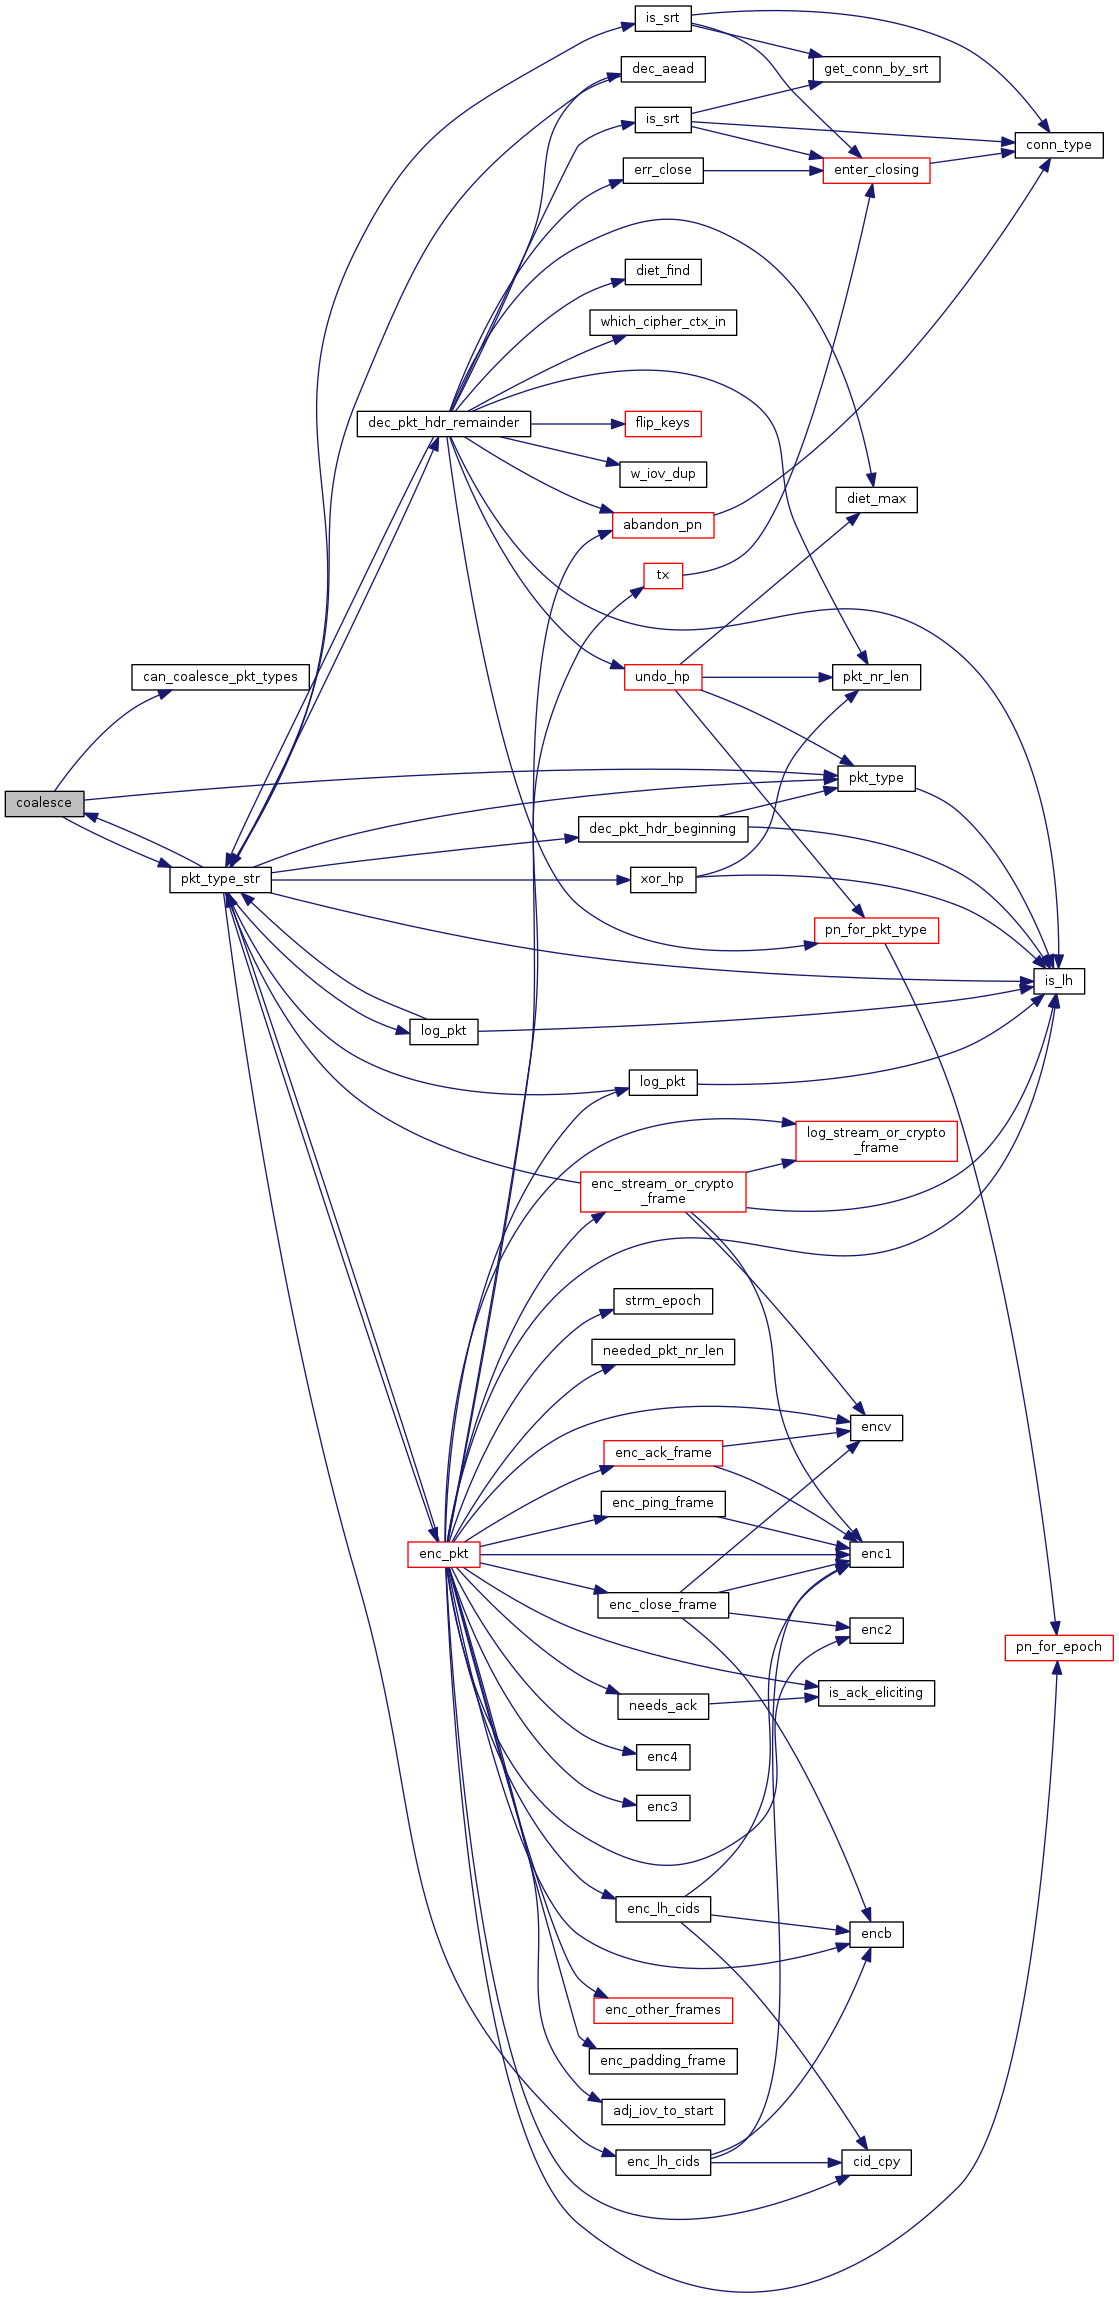 is_srt
dec_aead
get_conn_by_srt
is_srt
conn_type
err_close
enter_closing
diet_find
which_cipher_ctx_in
dec_pkt_hdr_remainder
flip_keys
w_iov_dup
diet_max
abandon_pn
tx
can_coalesce_pkt_types
undo_hp
pkt_nr_len
coalesce
pkt_type
dec_pkt_hdr_beginning
pkt_type_str
xor_hp
pn_for_pkt_type
is_lh
log_pkt
log_pkt
log_stream_or_crypto
_frame
enc_stream_or_crypto
_frame
strm_epoch
needed_pkt_nr_len
encv
enc_ack_frame
enc_ping_frame
enc_pkt
enc1
enc_close_frame
enc2
pn_for_epoch
is_ack_eliciting
needs_ack
enc4
enc3
enc_lh_cids
encb
enc_other_frames
enc_padding_frame
adj_iov_to_start
enc_lh_cids
cid_cpy